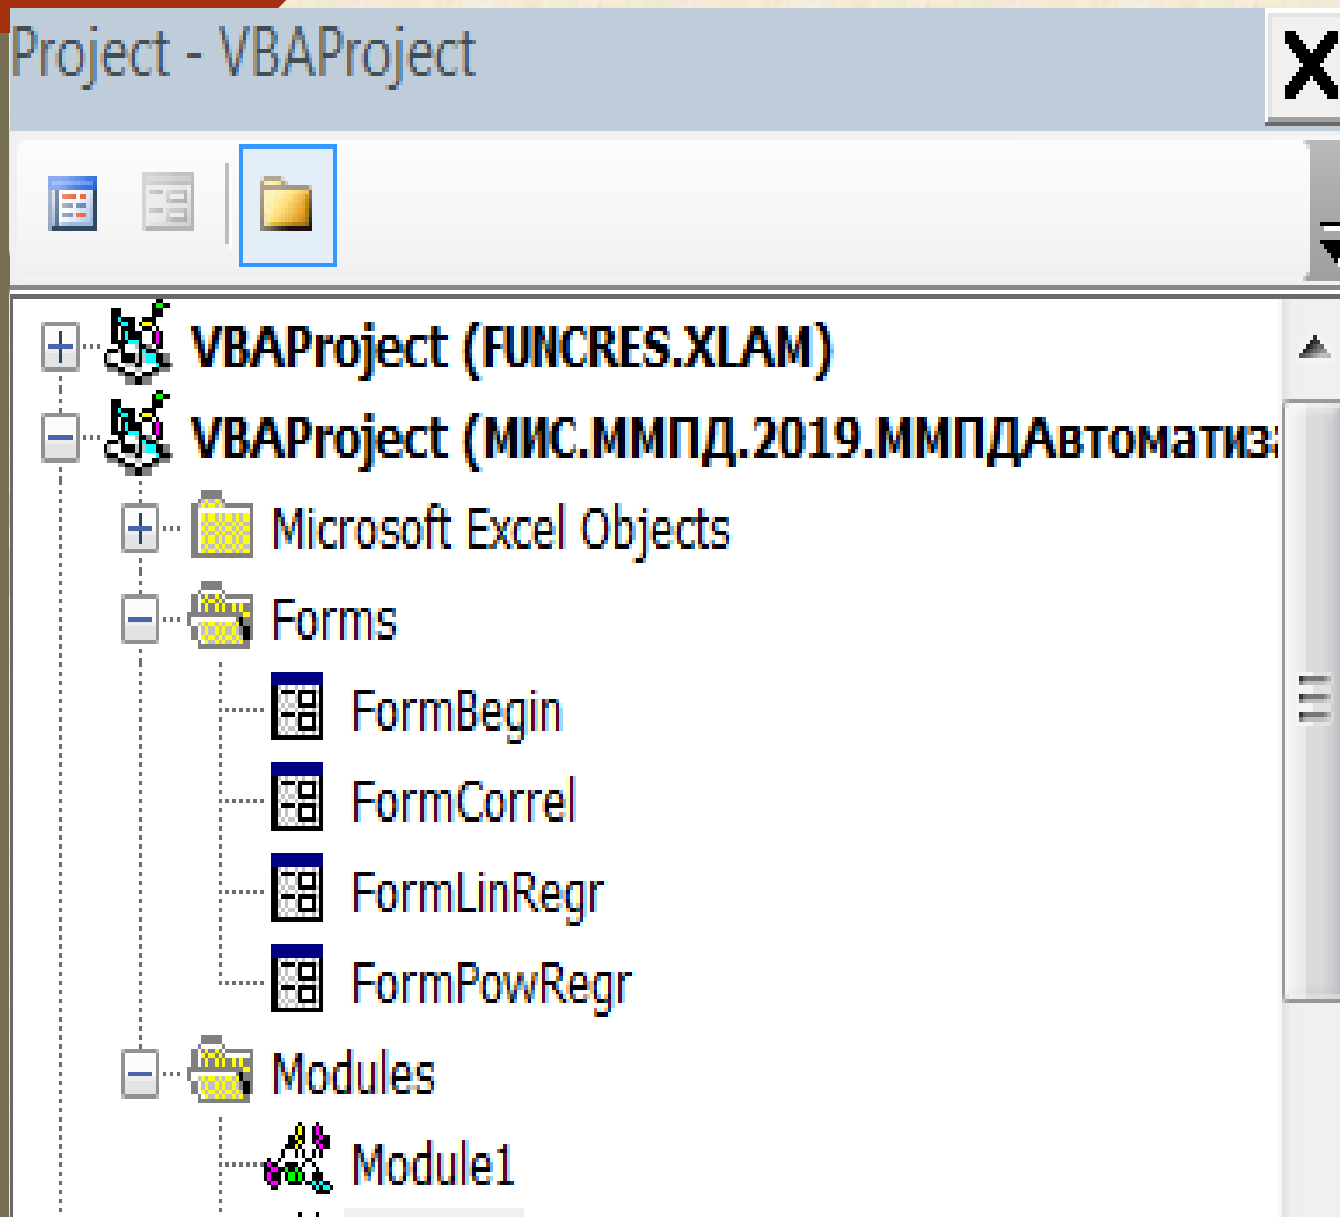 Project - VBAProject
VBAProject (FUNCRES.XLAM)
VBAProject (МИС.ММПД.2019.ММПДАвтоматиз
Microsoft Excel Objects
Forms
FormBegin
FormCorrel
FormLinRegr
FormPowRegr
Modules
Module1